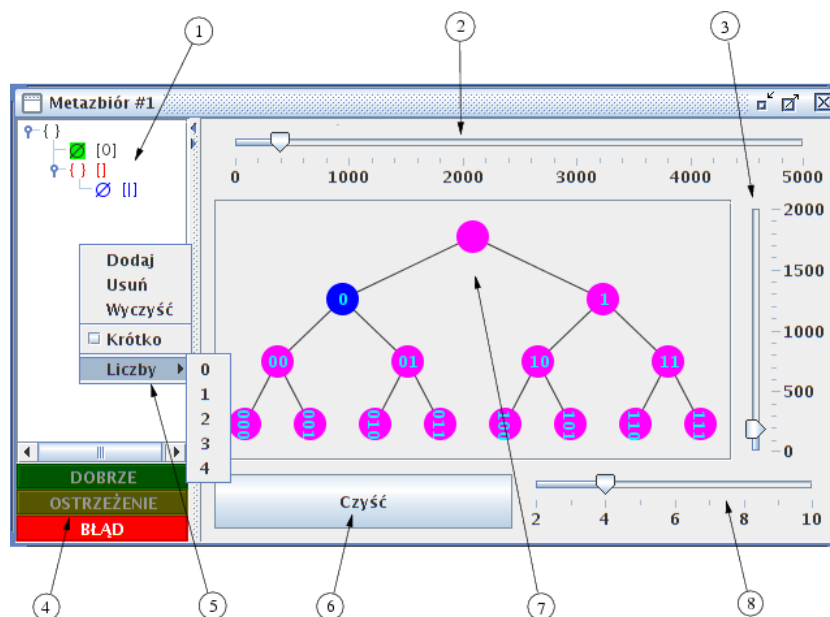 1
2
3
Metazbiór #1
{ }
∅ [0]
{ } []
∅ [|]
0 1000 2000 3000 4000 5000
2000
1500
1000
500
0
0
1
00
01
10
11
000
001
010
011
100
101
110
111
Dodaj
Usuń
Wyczyść
Krótko
Liczby
0
1
2
3
4
DOBRZE
OSTRZEŻENIE
BŁĄD
Czyść
2 4 6 8 10
4
5
6
7
8